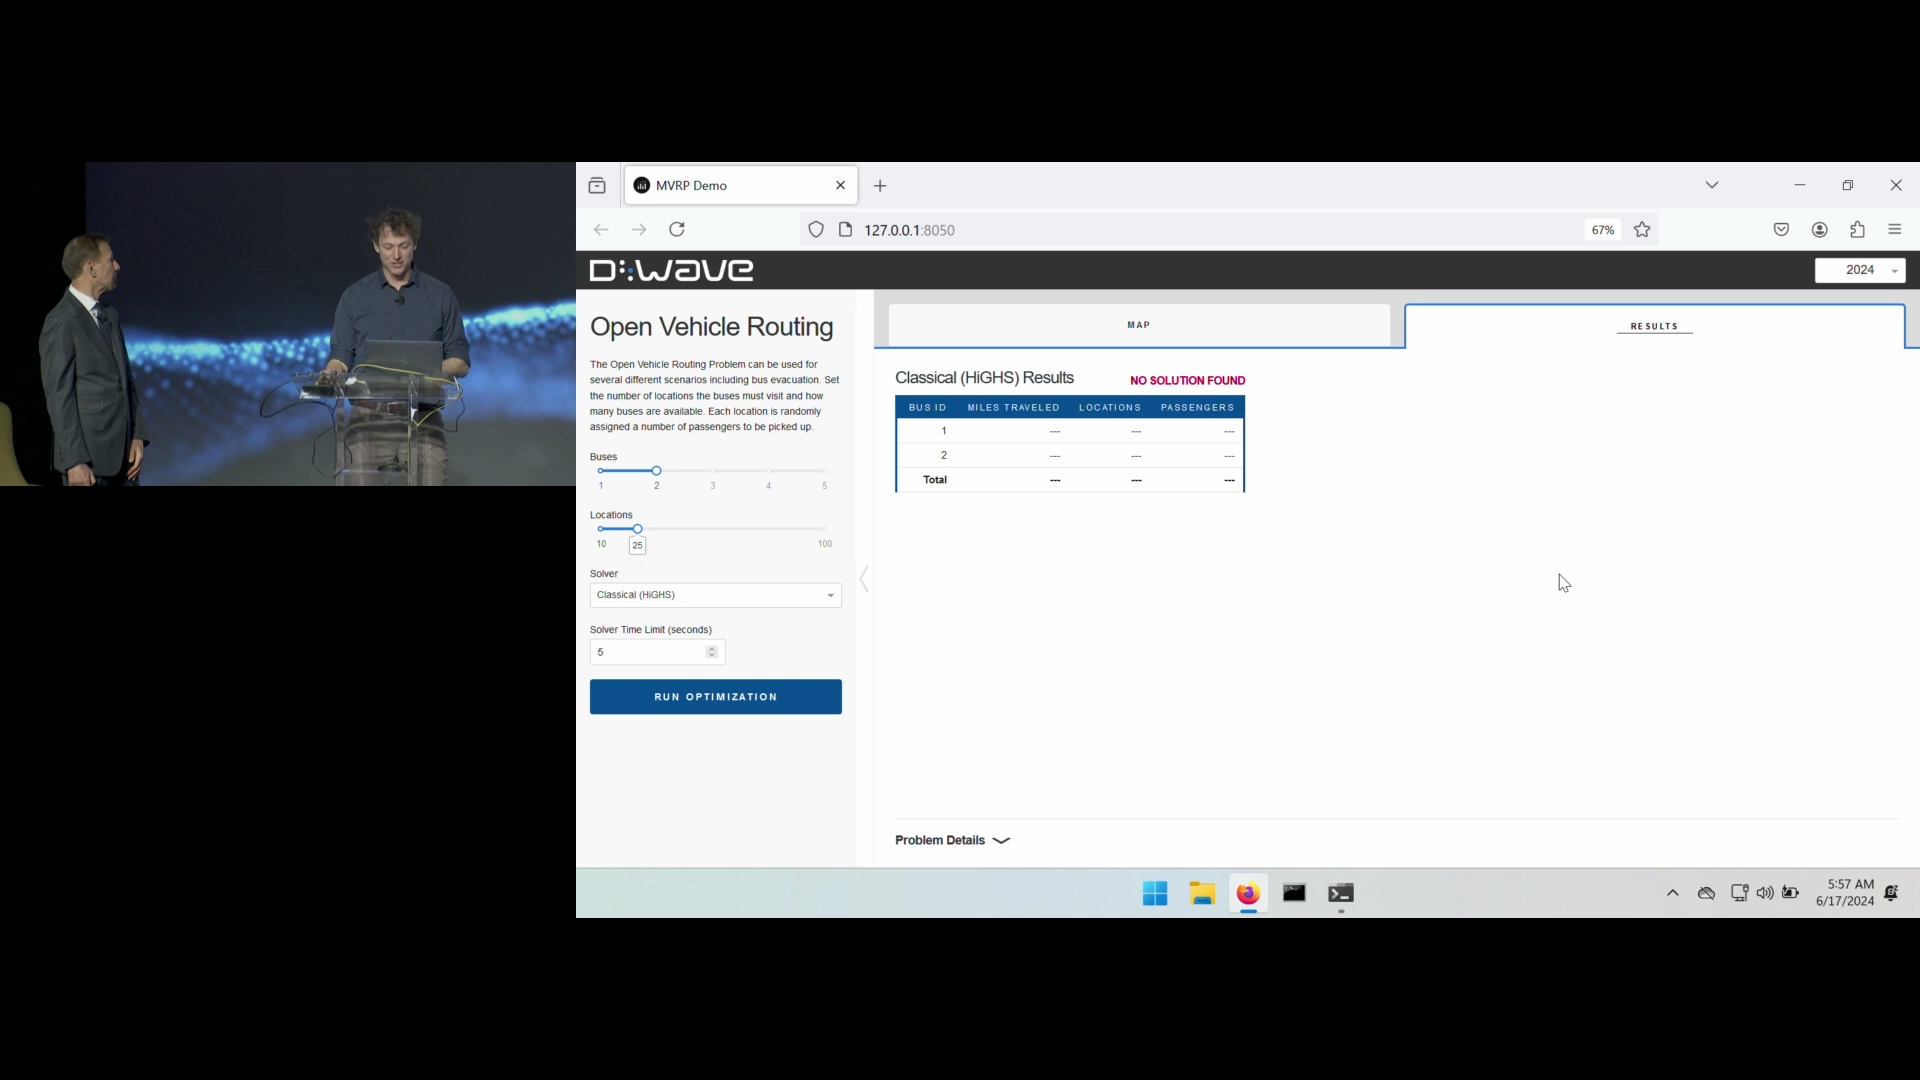 MVRP Demo
127.0.0.1:8050
67%
D:Wave
2024
Open Vehicle Routing
The Open Vehicle Routing Problem can be used for
several different scenarios including bus evacuation. Set
the number of locations the buses must visit and how
many buses are available. Each location is randomly
assigned a number of passengers to be picked up.
Buses
1 2 3 4 5
Locations
10 25 100
Solver
Classical (HiGHS)
Solver Time Limit (seconds)
5
RUN OPTIMIZATION
MAP
RESULTS
Classical (HiGHS) Results NO SOLUTION FOUND
BUS ID MILES TRAVELED LOCATIONS PASSENGERS
1 --- --- ---
2 --- --- ---
Total --- --- ---
Problem Details
5:57 AM
6/17/2024